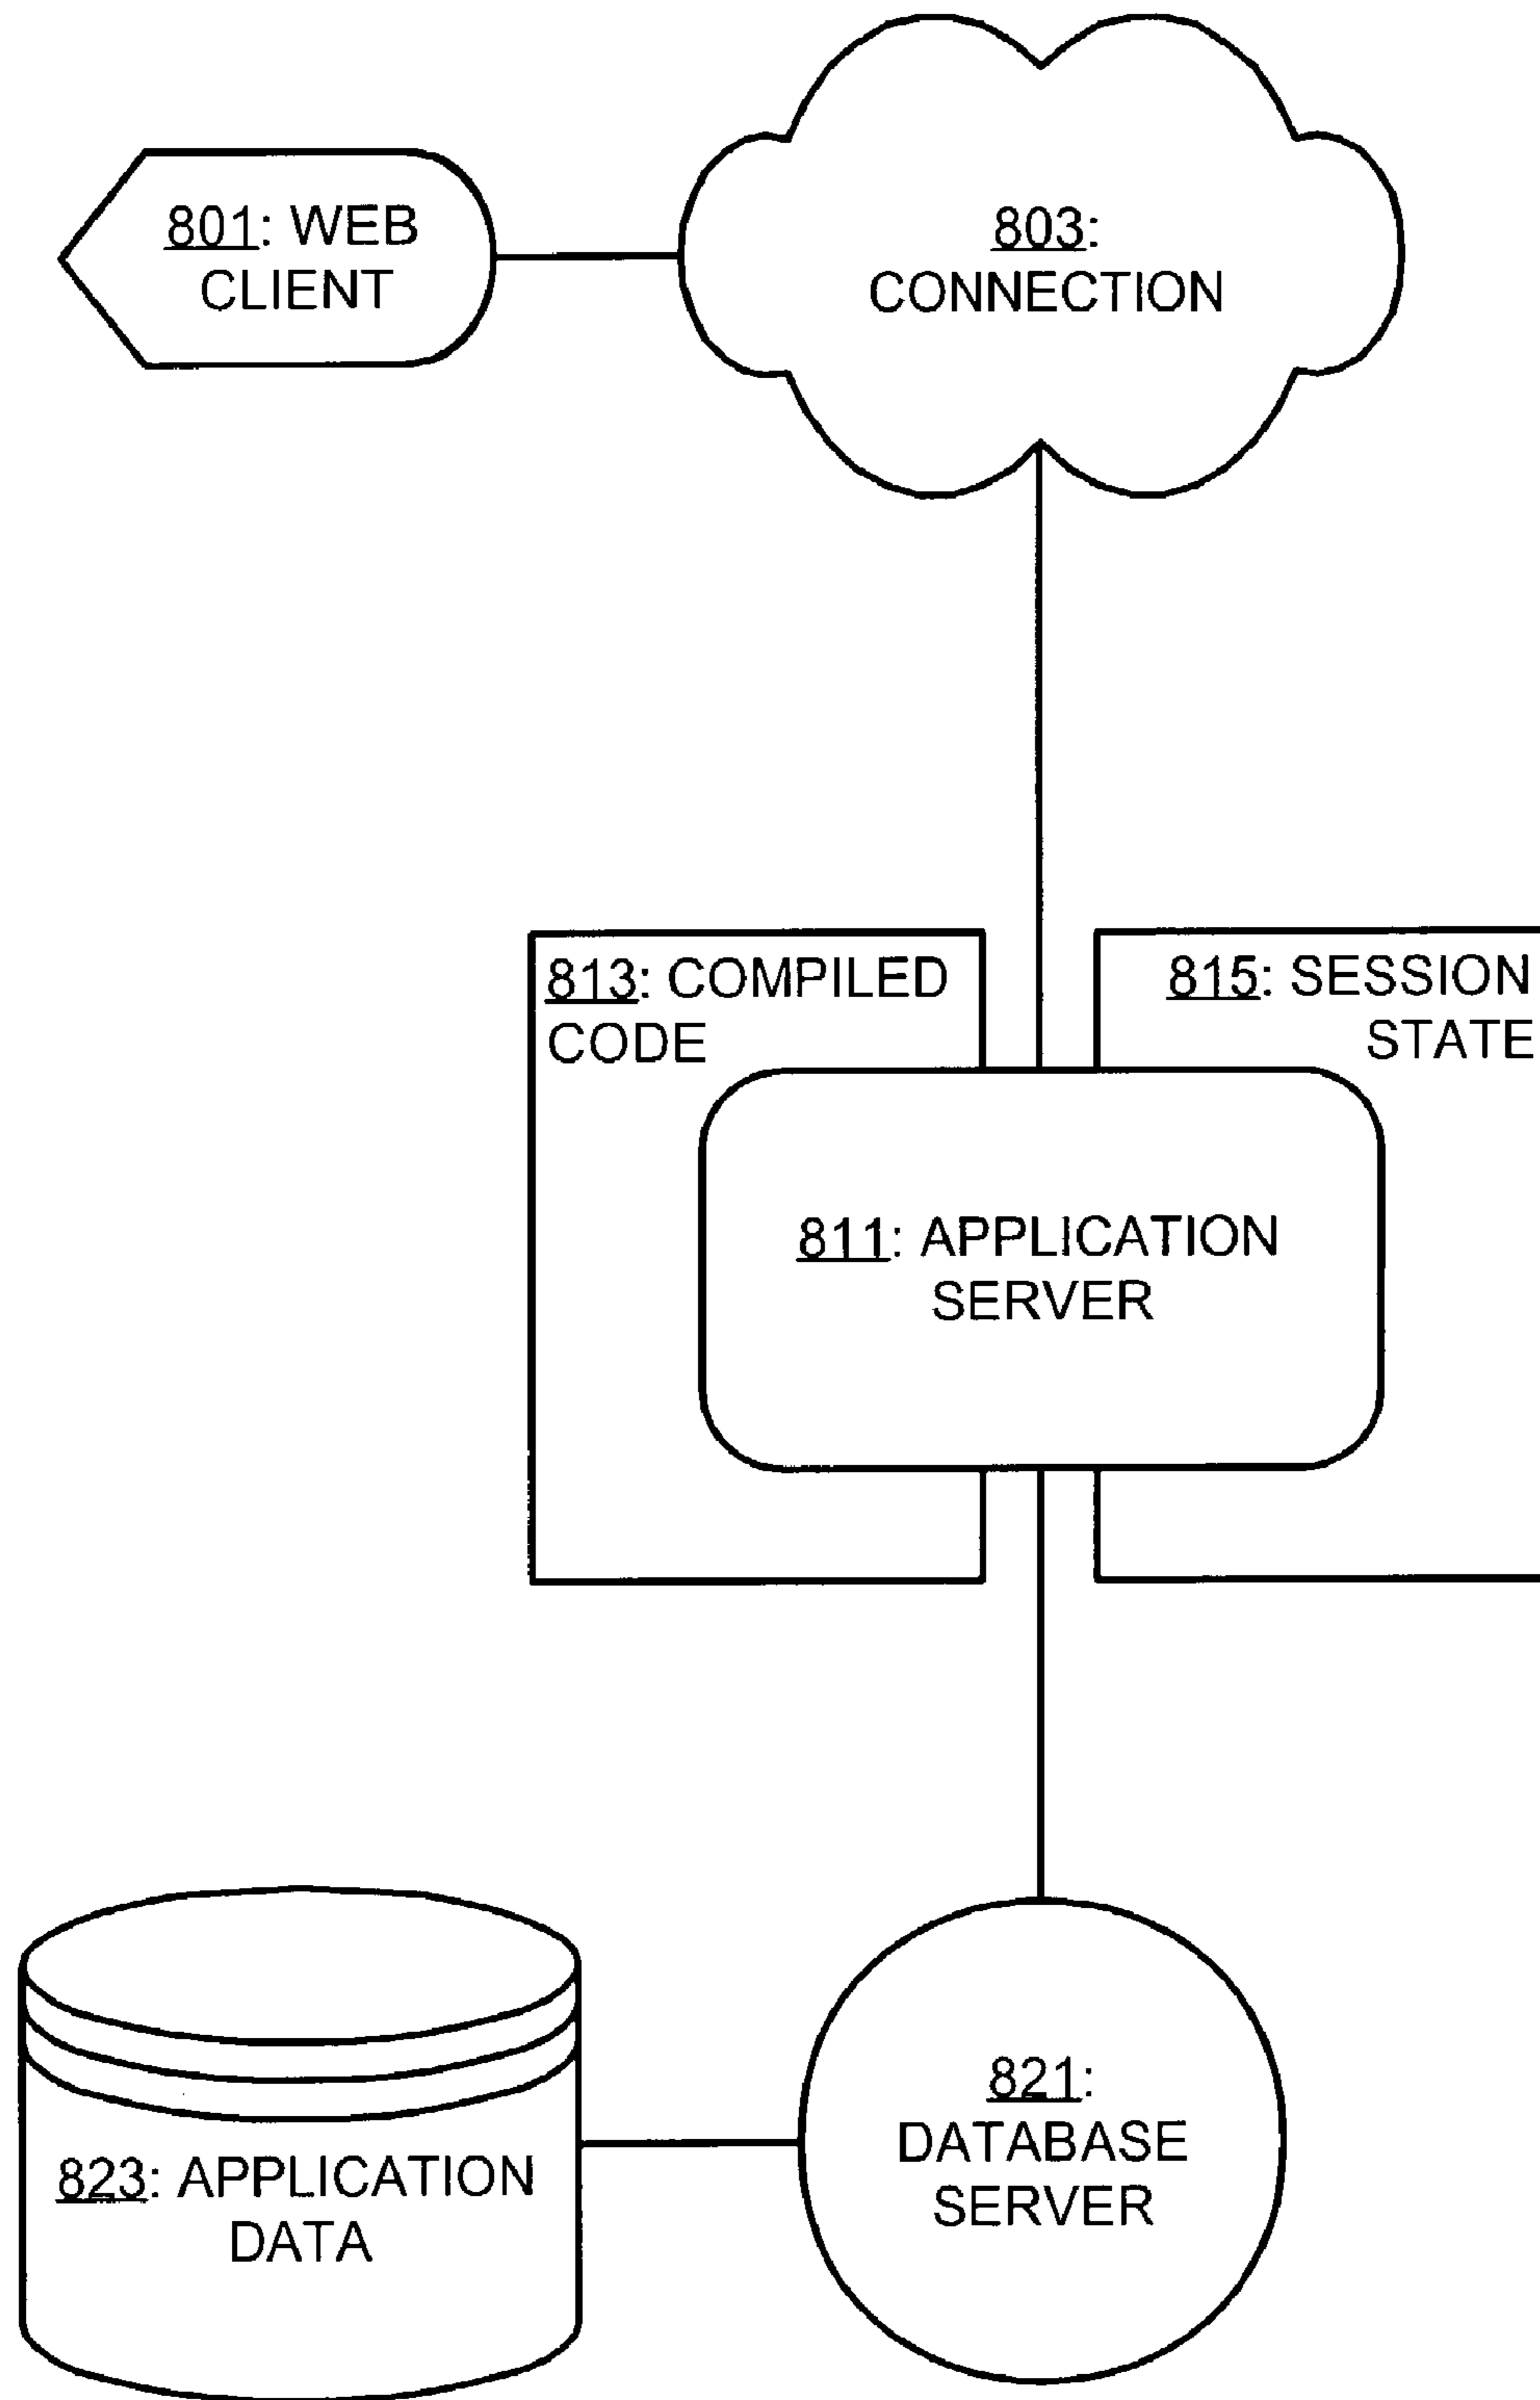 801: WEB
CLIENT
803:
CONNECTION
813: COMPILED
CODE
815: SESSION
STATE
811: APPLICATION
SERVER
821:
DATABASE
SERVER
823: APPLICATION
DATA